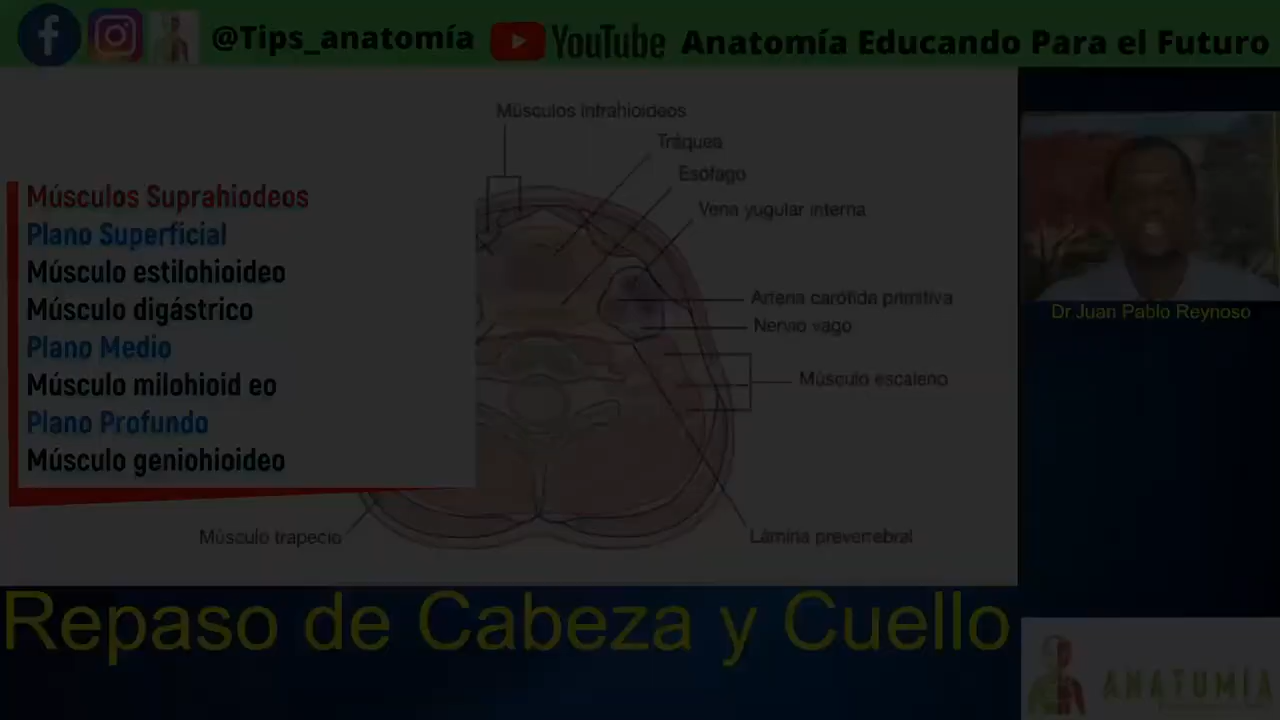 @Tips_anatomía YouTube Anatomía Educando Para el Futuro
Músculos Suprahiodeos
Plano Superficial
Músculo estilohioideo
Músculo digástrico
Plano Medio
Músculo milohioid eo
Plano Profundo
Músculo geniohioideo
Músculos infrahioideos
Tráquea
Esófago
Vena yugular interna
Arteria carótida primitiva
Nervio vago
Músculo escaleno
Lámina prevertebral
Músculo trapecio
Dr Juan Pablo Reynoso
Repaso de Cabeza y Cuello
ANATOMÍA